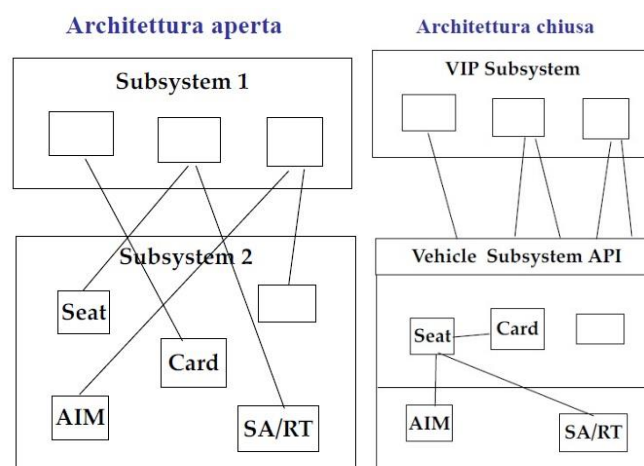 Architettura aperta
Subsystem 1
Subsystem 2
Seat
Card
AIM
SA/RT
Architettura chiusa
VIP Subsystem
Vehicle Subsystem API
Seat
Card
AIM
SA/RT